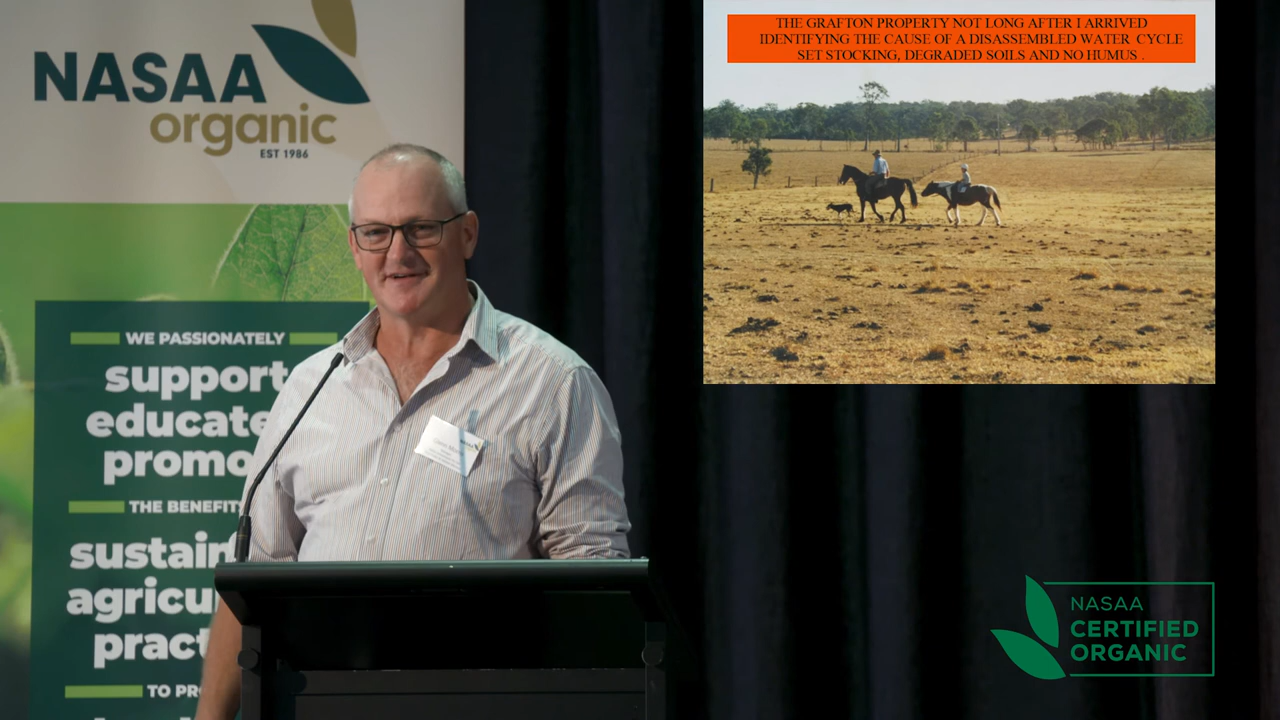 NASAA
organic
EST 1986
WE PASSIONATELY
support
educate
promo
THE BENEFIT
sustain
agricu
pract
TO PRO
THE GRAFTON PROPERTY NOT LONG AFTER I ARRIVED
IDENTIFYING THE CAUSE OF A DISASSEMBLED WATER CYCLE
SET STOCKING, DEGRADED SOILS AND NO HUMUS .
NASAA
CERTIFIED
ORGANIC